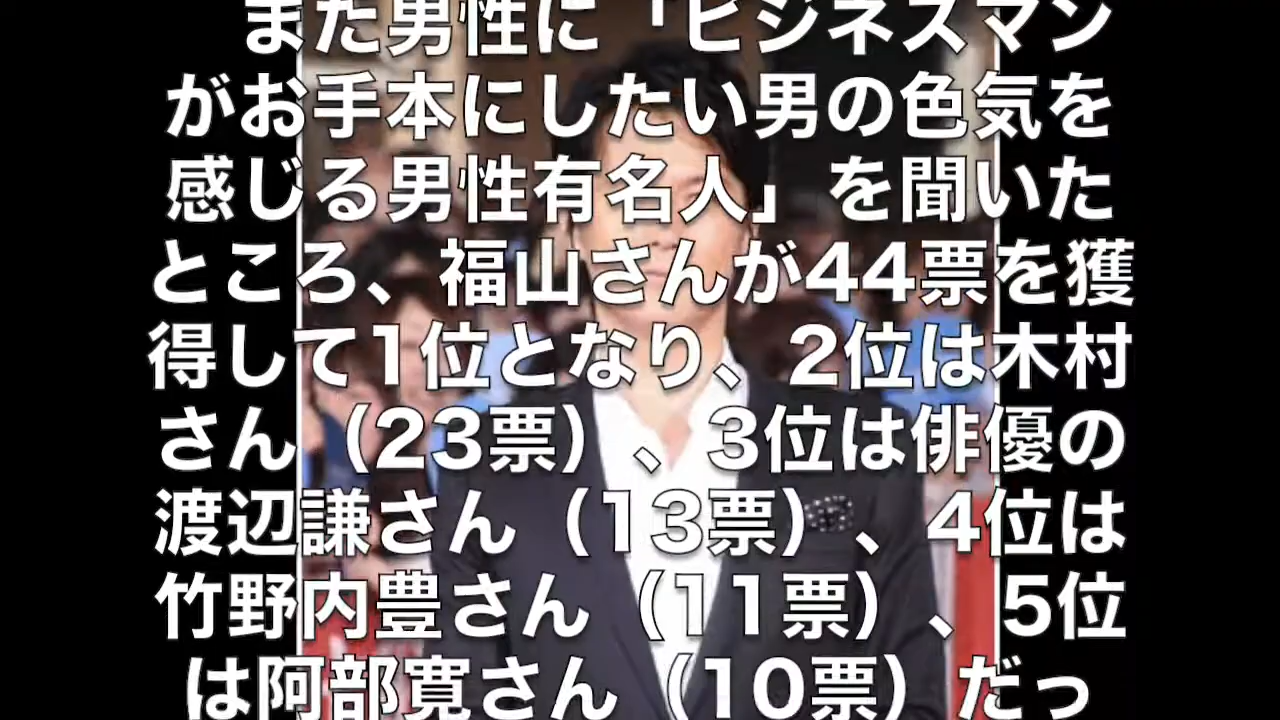 また男性に「ビジネスマン
がお手本にしたい男の色気を
感じる男性有名人」を聞いた
ところ、福山さんが44票を獲
得して1位となり、2位は木村
さん（23票）、3位は俳優の
渡辺謙さん（13票）、4位は
竹野内豊さん（11票）、5位
は阿部寛さん（10票）だっ